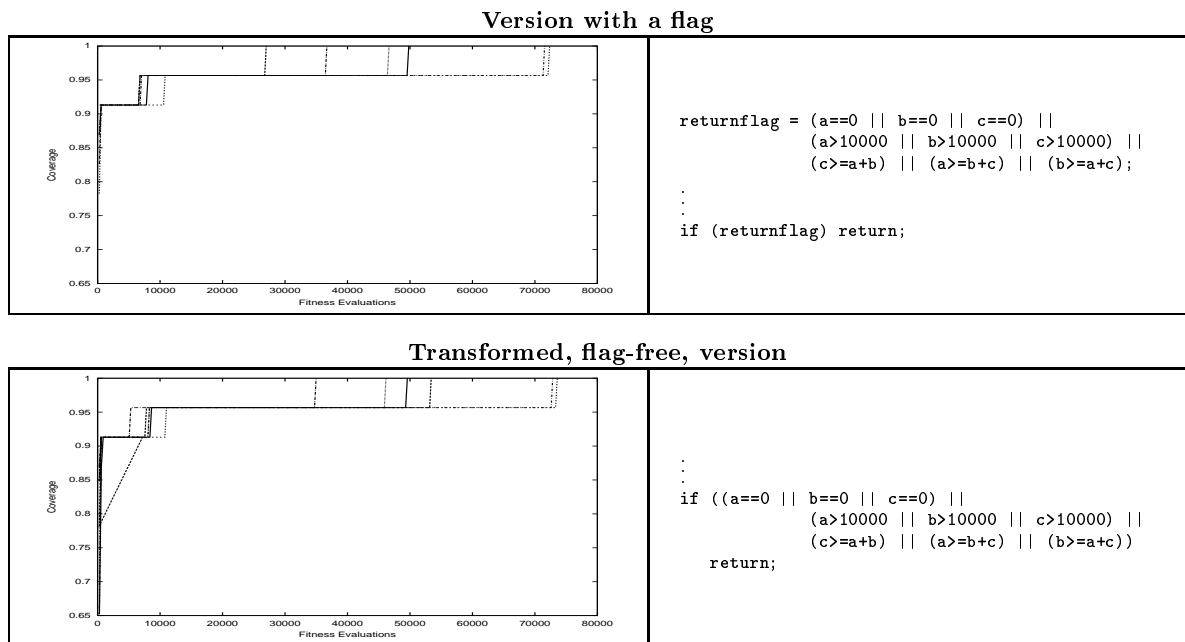 Version with a flag
1
0.95
0.9
0.85
0.8
0.75
0.7
0.65
Coverage
0 10000 20000 30000 40000 50000 60000 70000 80000
Fitness Evaluations
returnflag = (a==0 || b==0 || c==0) ||
(a>10000 || b>10000 || c>10000) ||
(c>=a+b) || (a>=b+c) || (b>=a+c);
.
.
.
if (returnflag) return;
Transformed, flag-free, version
1
0.95
0.9
0.85
0.8
0.75
0.7
0.65
Coverage
0 10000 20000 30000 40000 50000 60000 70000 80000
Fitness Evaluations
.
.
.
if ((a==0 || b==0 || c==0) ||
(a>10000 || b>10000 || c>10000) ||
(c>=a+b) || (a>=b+c) || (b>=a+c))
return;